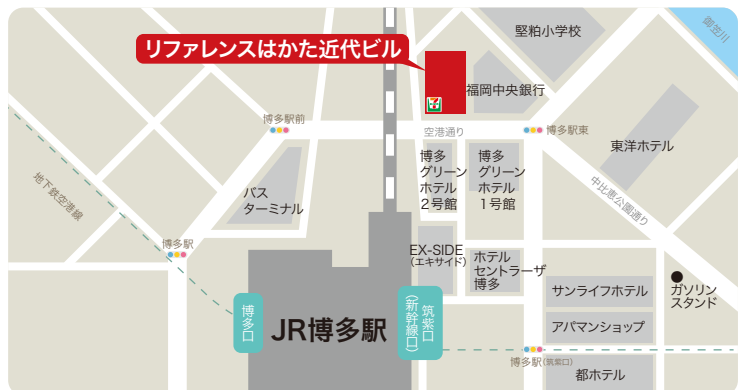 堅粕小学校
御笠川
リファレンスはかた近代ビル
福岡中央銀行
博多駅前
空港通り
博多駅東
東洋ホテル
博多
グリーン
ホテル
2号館
博多
グリーン
ホテル
1号館
バス
ターミナル
地下鉄空港線
中比恵公園通り
博多駅
EX-SIDE
(エキサイド)
ホテル
セントラーザ
博多
サンライフホテル
ガソリン
スタンド
博多口
JR博多駅
筑紫口
(新幹線口)
アパマンショップ
博多駅(筑紫口)
都ホテル